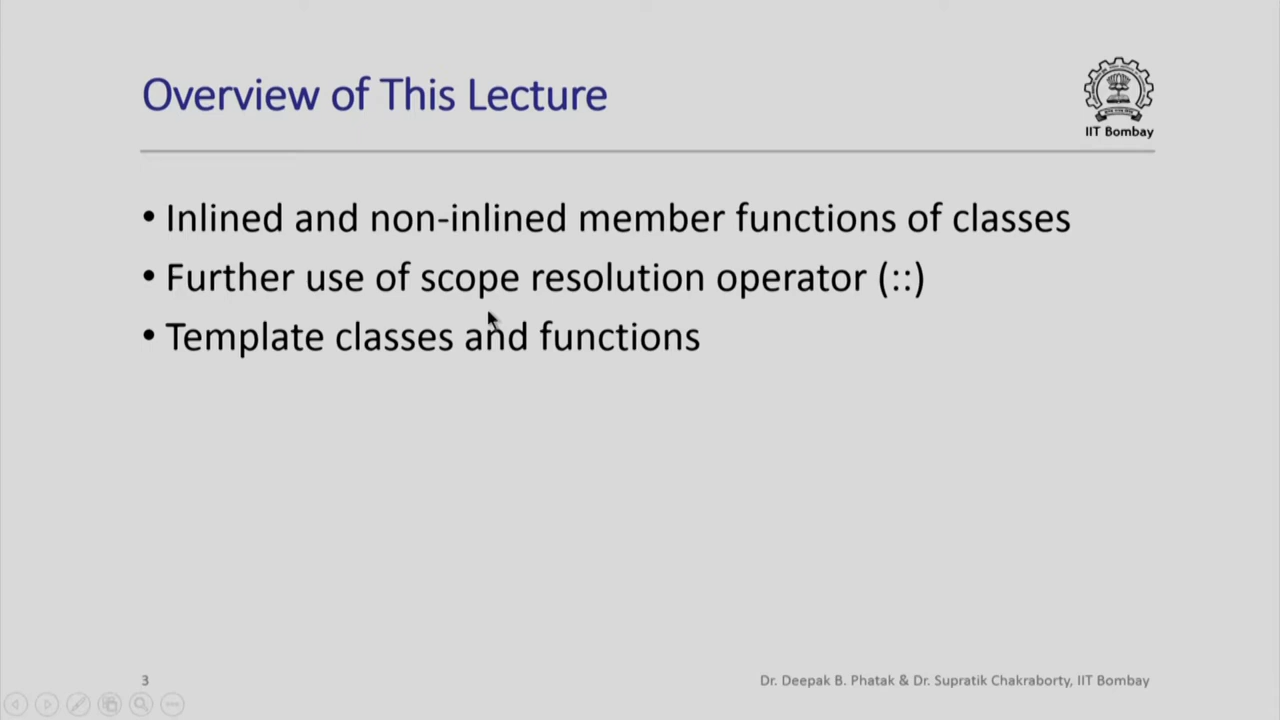 Overview of This Lecture
IIT Bombay
• Inlined and non-inlined member functions of classes
• Further use of scope resolution operator (::)
• Template classes and functions
3
Dr. Deepak B. Phatak & Dr. Supratik Chakraborty, IIT Bombay